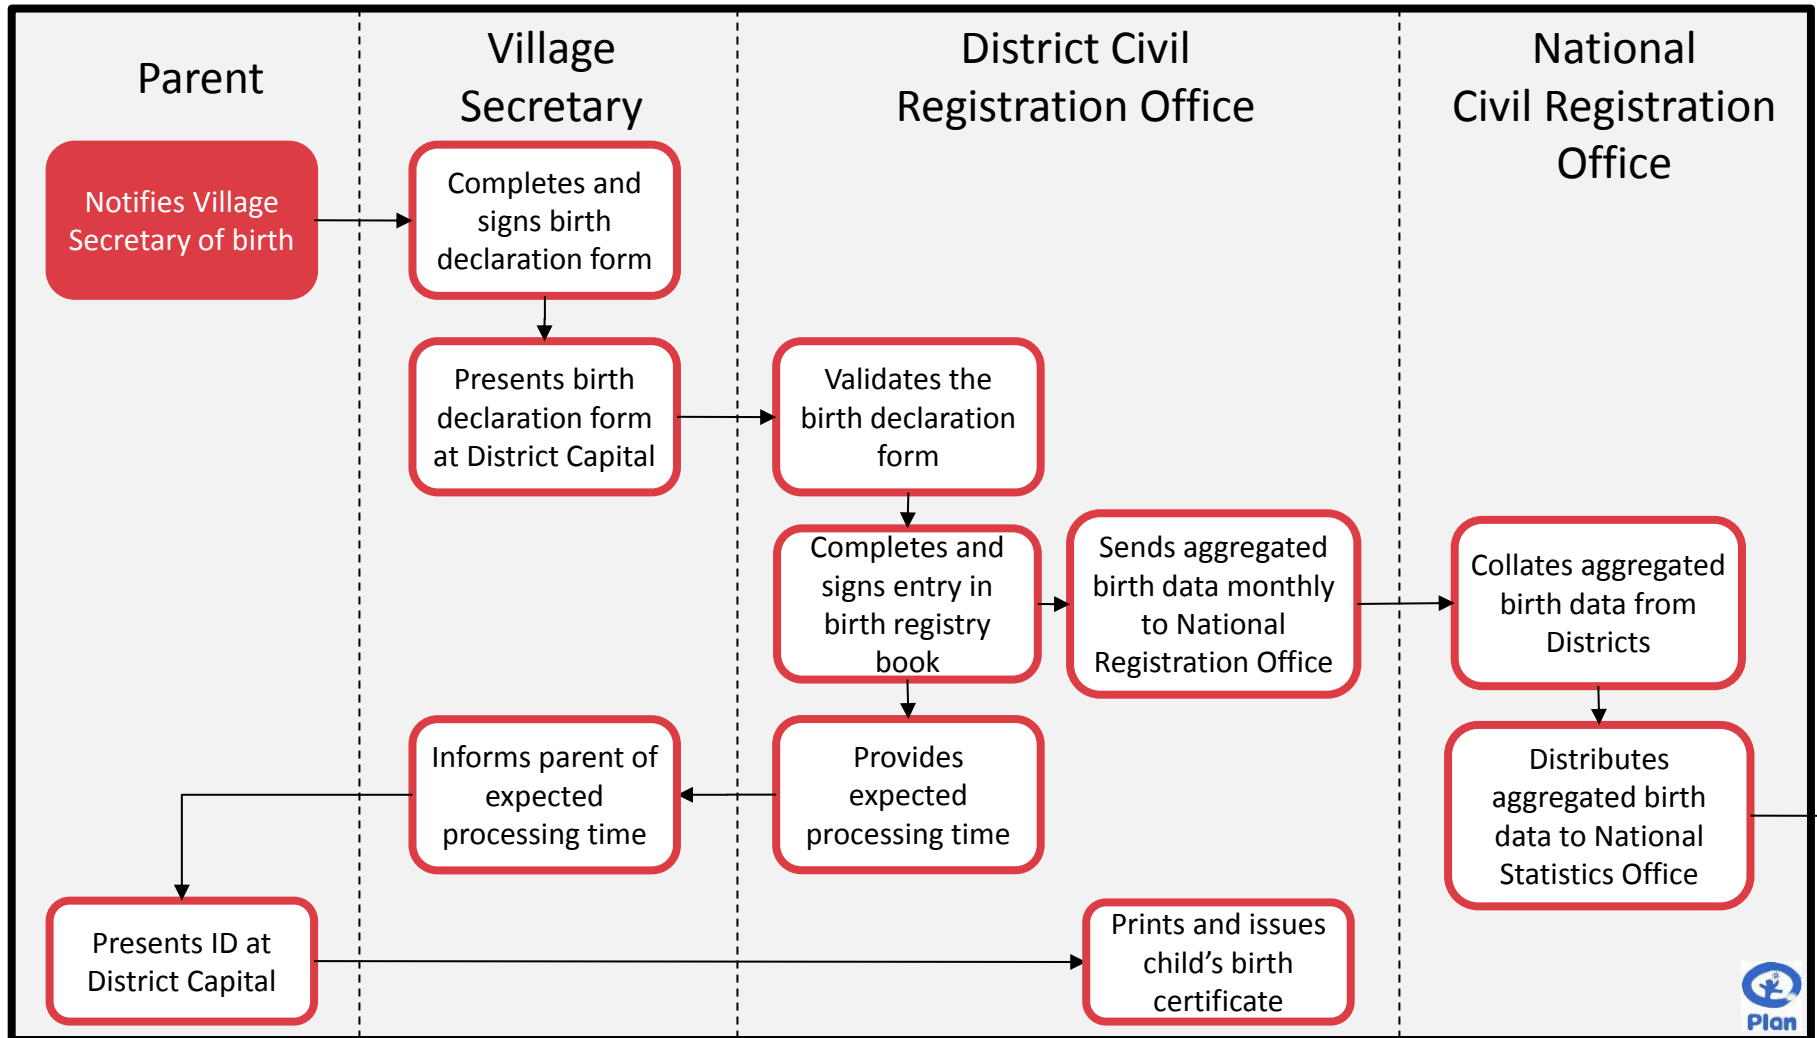 Parent
Village
Secretary
District Civil
Registration Office
National
Civil Registration
Office
Notifies Village
Secretary of birth
Completes and
signs birth
declaration form
Presents birth
declaration form
at District Capital
Validates the
birth declaration
form
Completes and
signs entry in
birth registry
book
Sends aggregated
birth data monthly
to National
Registration Office
Collates aggregated
birth data from
Districts
Informs parent of
expected
processing time
Provides
expected
processing time
Distributes
aggregated birth
data to National
Statistics Office
Presents ID at
District Capital
Prints and issues
child’s birth
certificate
Plan